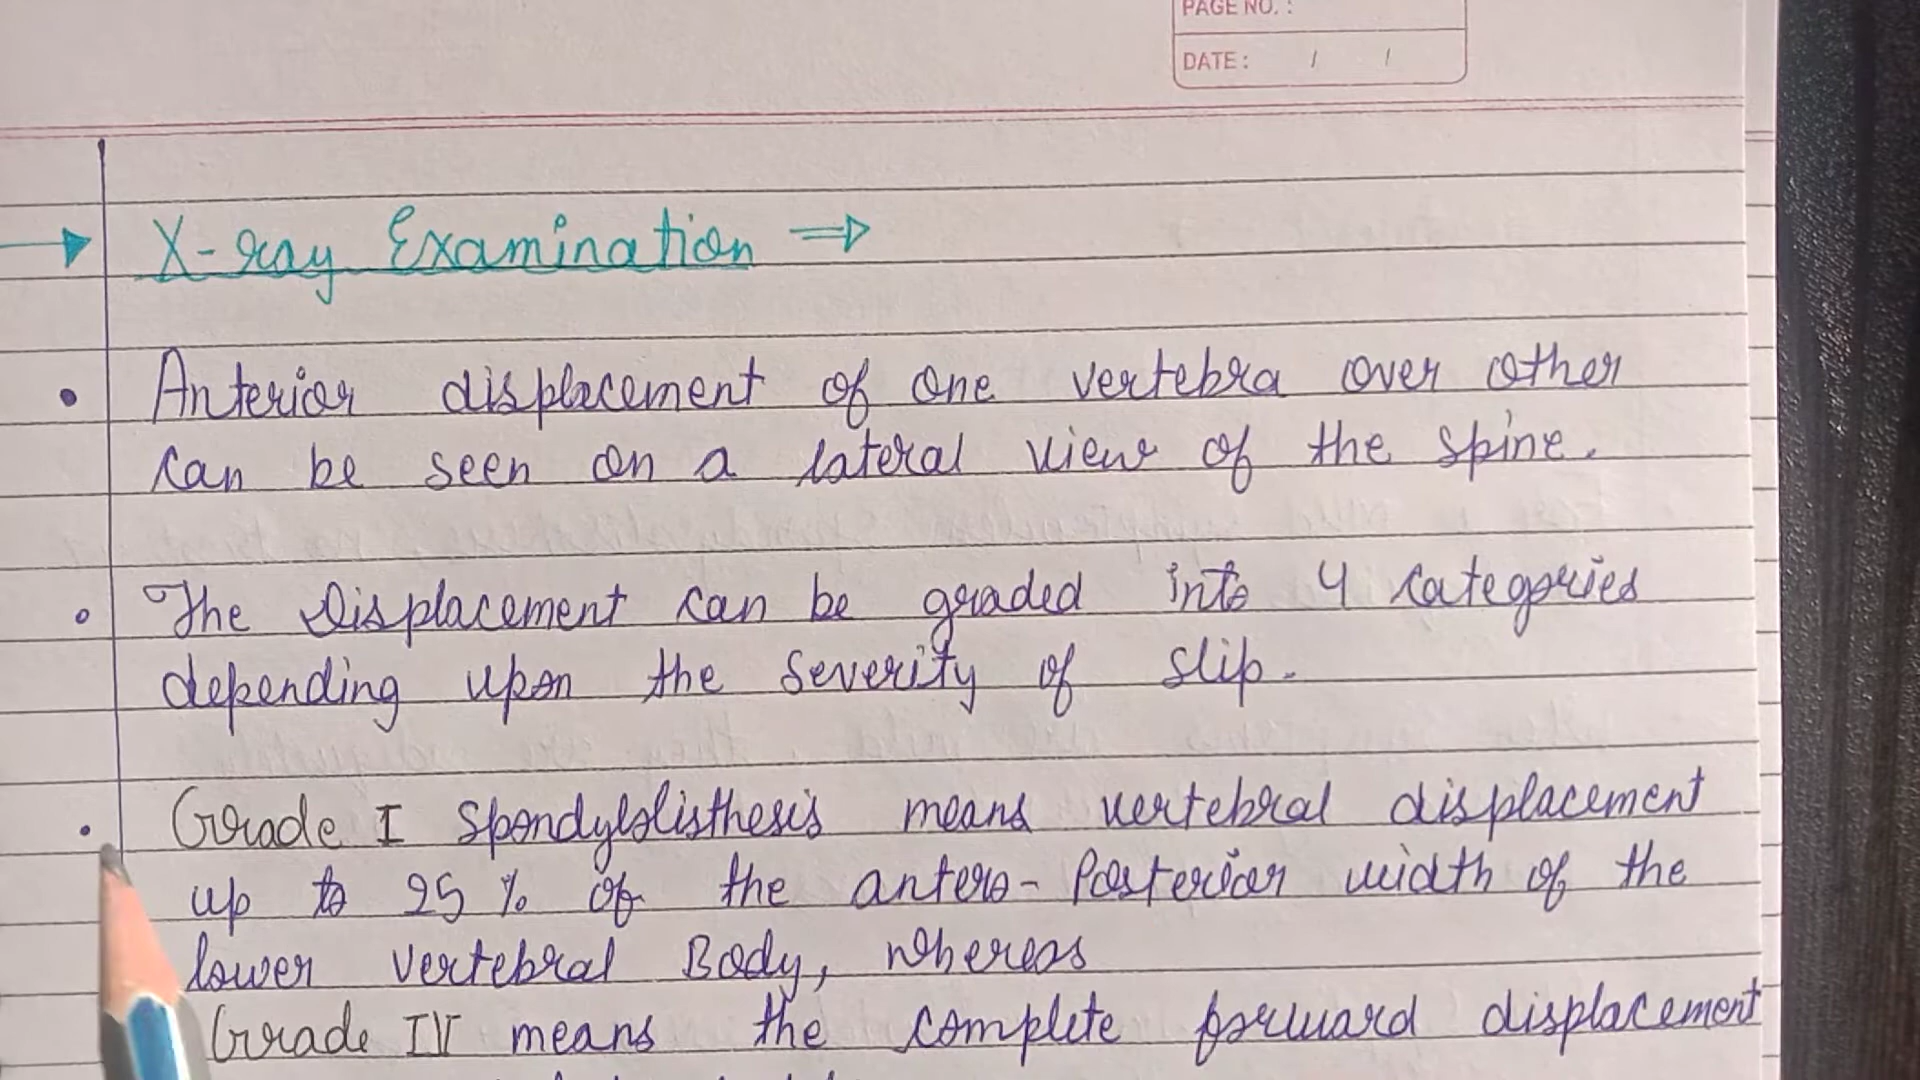 PAGE NO. :
DATE : / /
X-ray Examination ⇒
• Anterior displacement of one vertebra over other
can be seen on a lateral view of the spine.
• The Displacement can be graded into 4 categories
depending upon the severity of slip.
• Grade I spondylolisthesis means vertebral displacement
up to 25 % of the antero-Posterior width of the
lower vertebral Body, whereas
Grade IV means the complete forward displacement